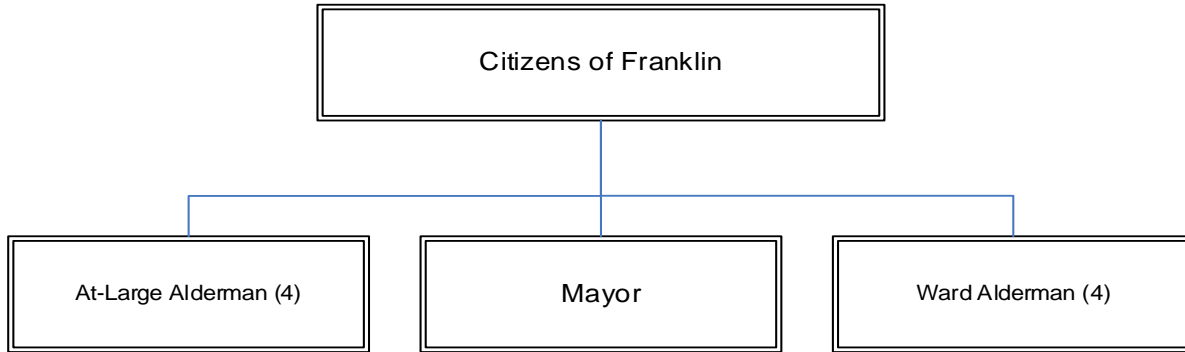 Citizens of Franklin
At-Large Alderman (4)
Mayor
Ward Alderman (4)